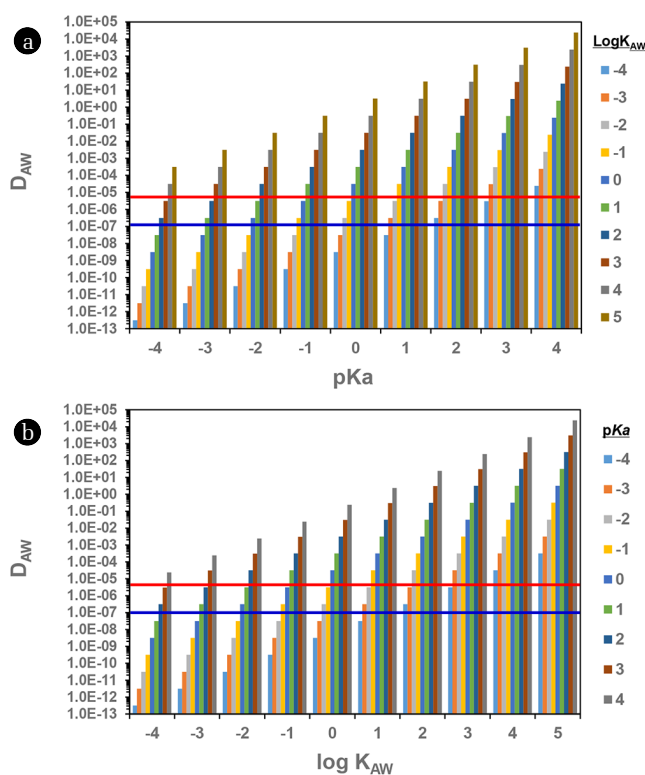 a
1.0E+05
1.0E+04
1.0E+03
1.0E+02
1.0E+01
1.0E+00
1.0E-01
1.0E-02
1.0E-03
1.0E-04
1.0E-05
1.0E-06
1.0E-07
1.0E-08
1.0E-09
1.0E-10
1.0E-11
1.0E-12
1.0E-13
DAW
-4 -3 -2 -1 0 1 2 3 4
pKa
LogKAW
-4
-3
-2
-1
0
1
2
3
4
5
b
1.0E+05
1.0E+04
1.0E+03
1.0E+02
1.0E+01
1.0E+00
1.0E-01
1.0E-02
1.0E-03
1.0E-04
1.0E-05
1.0E-06
1.0E-07
1.0E-08
1.0E-09
1.0E-10
1.0E-11
1.0E-12
1.0E-13
DAW
-4 -3 -2 -1 0 1 2 3 4 5
log KAW
pKa
-4
-3
-2
-1
0
1
2
3
4